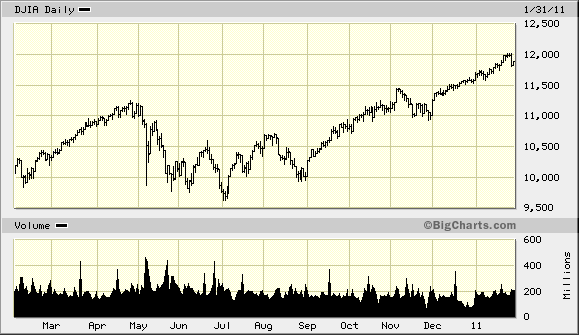 DJIA Daily 1/31/11
12,500
12,000
11,500
11,000
10,500
10,000
9,500
Volume ©BigCharts.com
600
400
200
0
Millions
Mar Apr May Jun Jul Aug Sep Oct Nov Dec 11